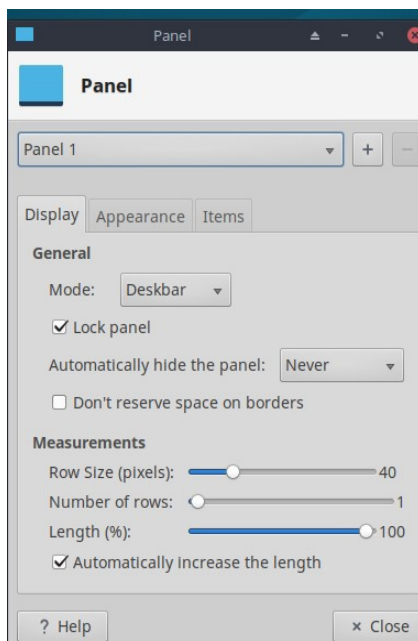 Panel
Panel
Panel 1
Display Appearance Items
General
Mode: Deskbar
Lock panel
Automatically hide the panel: Never
Don't reserve space on borders
Measurements
Row Size (pixels): 40
Number of rows: 1
Length (%): 100
Automatically increase the length
? Help × Close